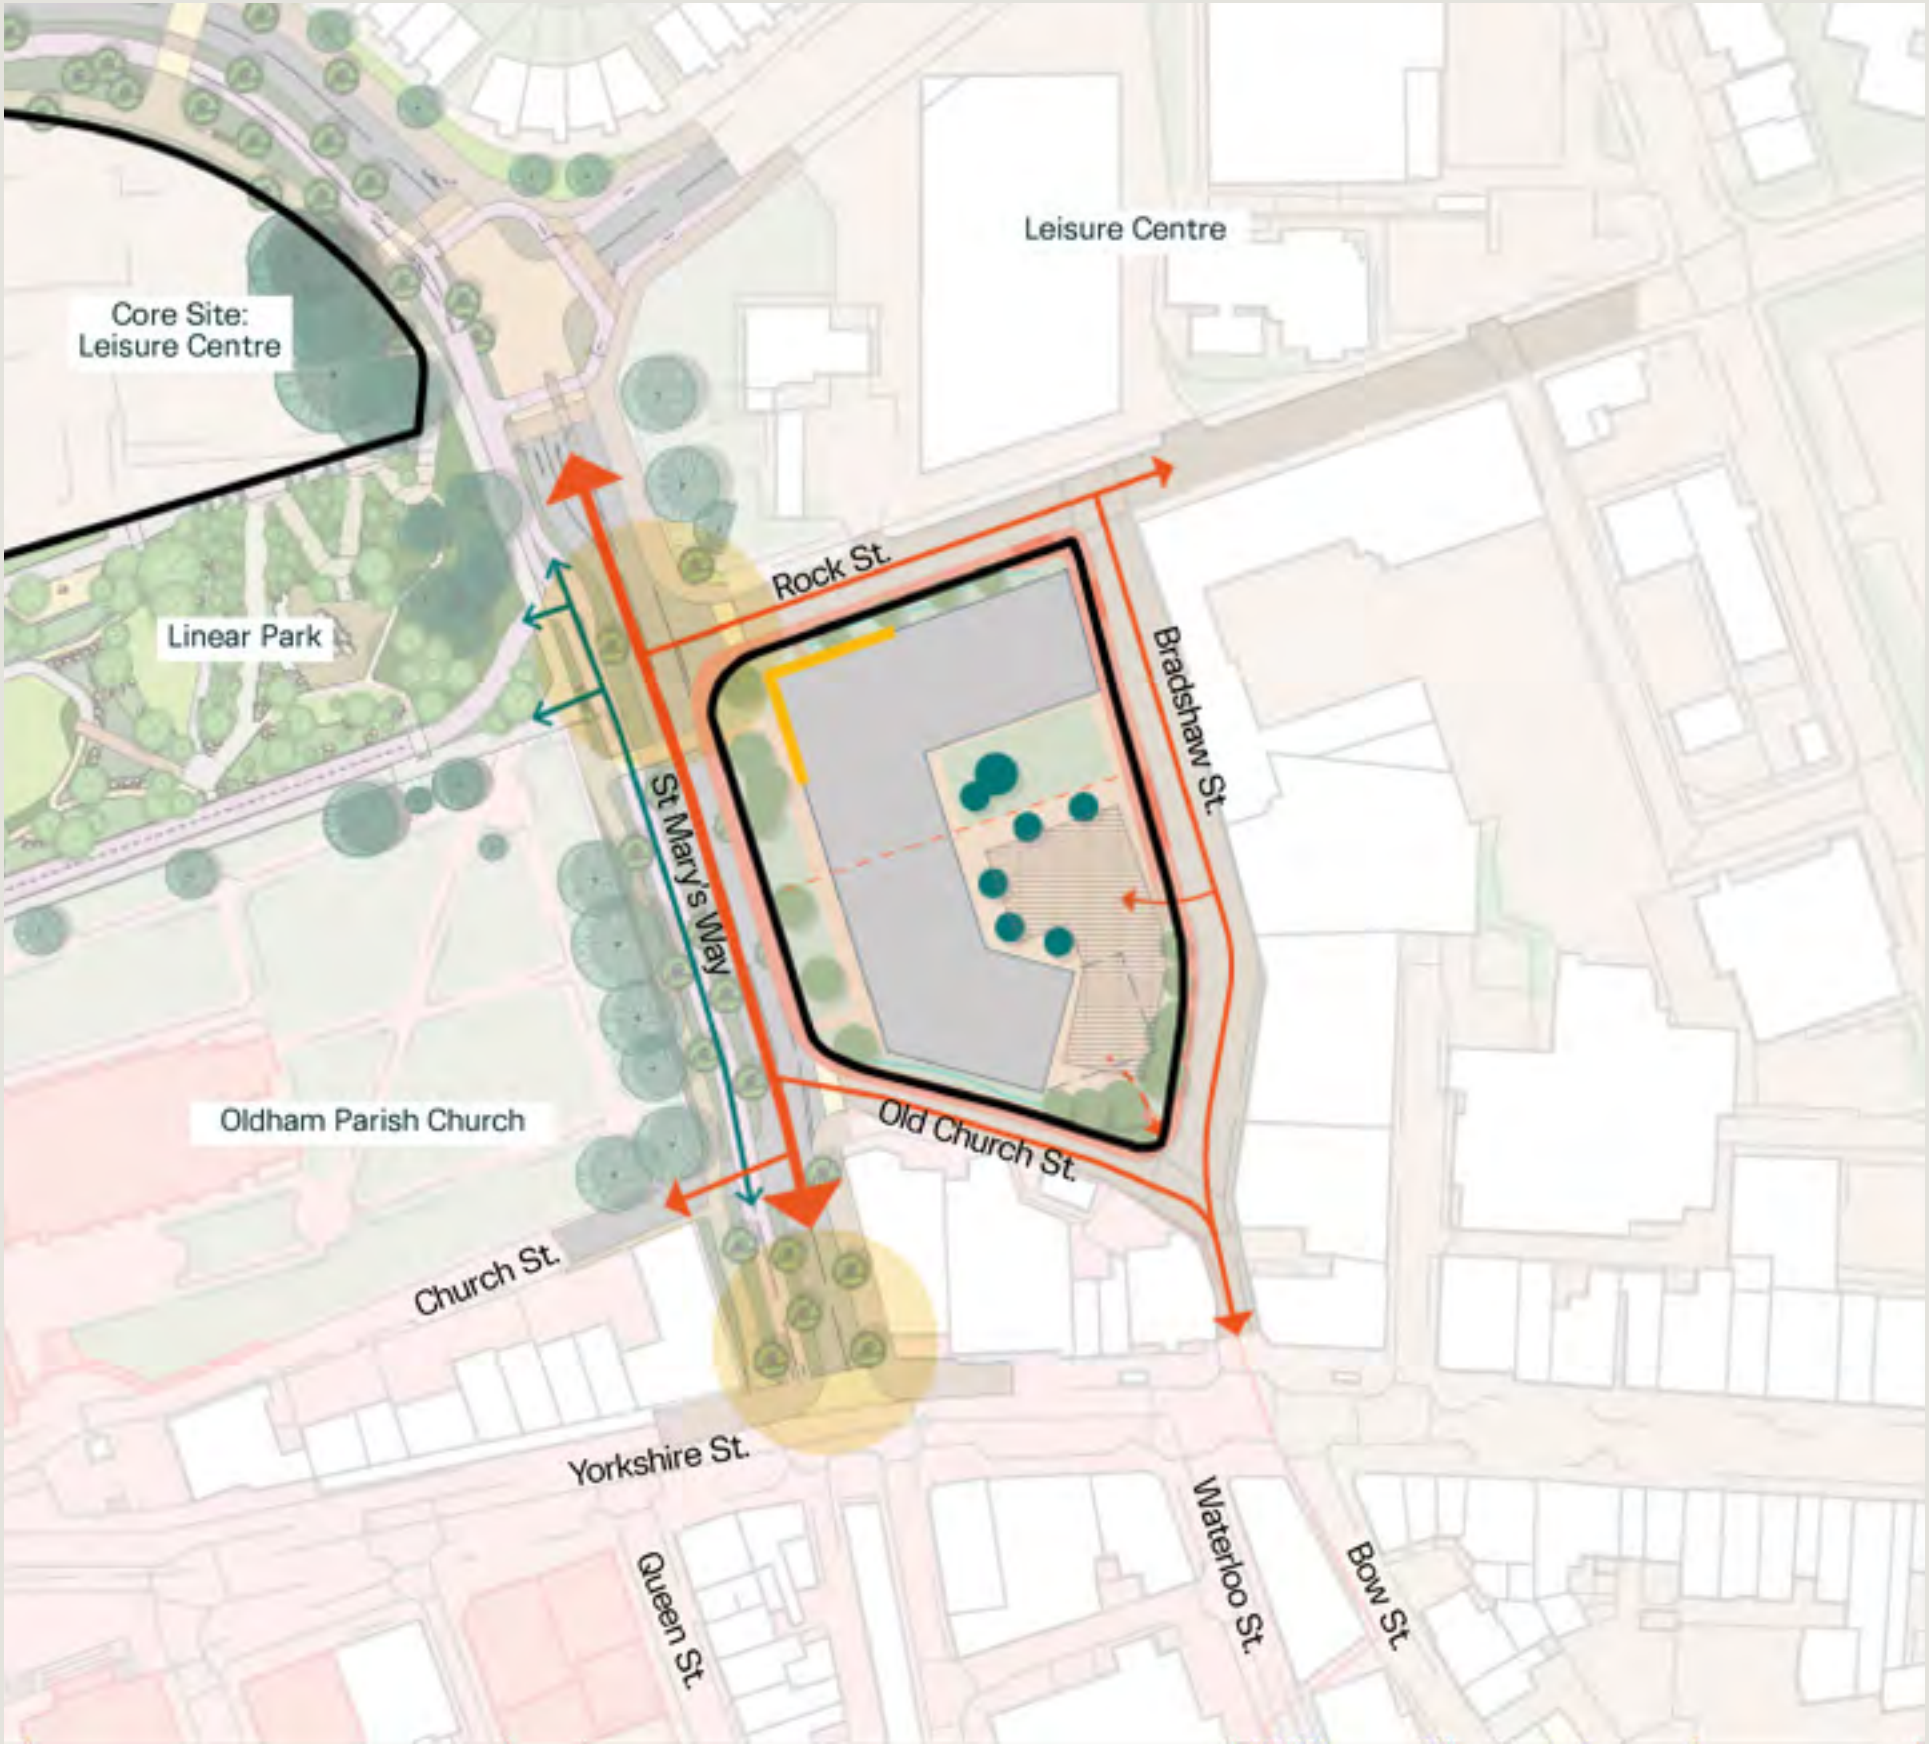 Leisure Centre
Core Site:
Leisure Centre
Rock St.
Linear Park
Bradshaw St.
St Mary's Way
Oldham Parish Church
Old Church St.
Church St.
Yorkshire St.
Waterloo St.
Queen St.
Bow St.